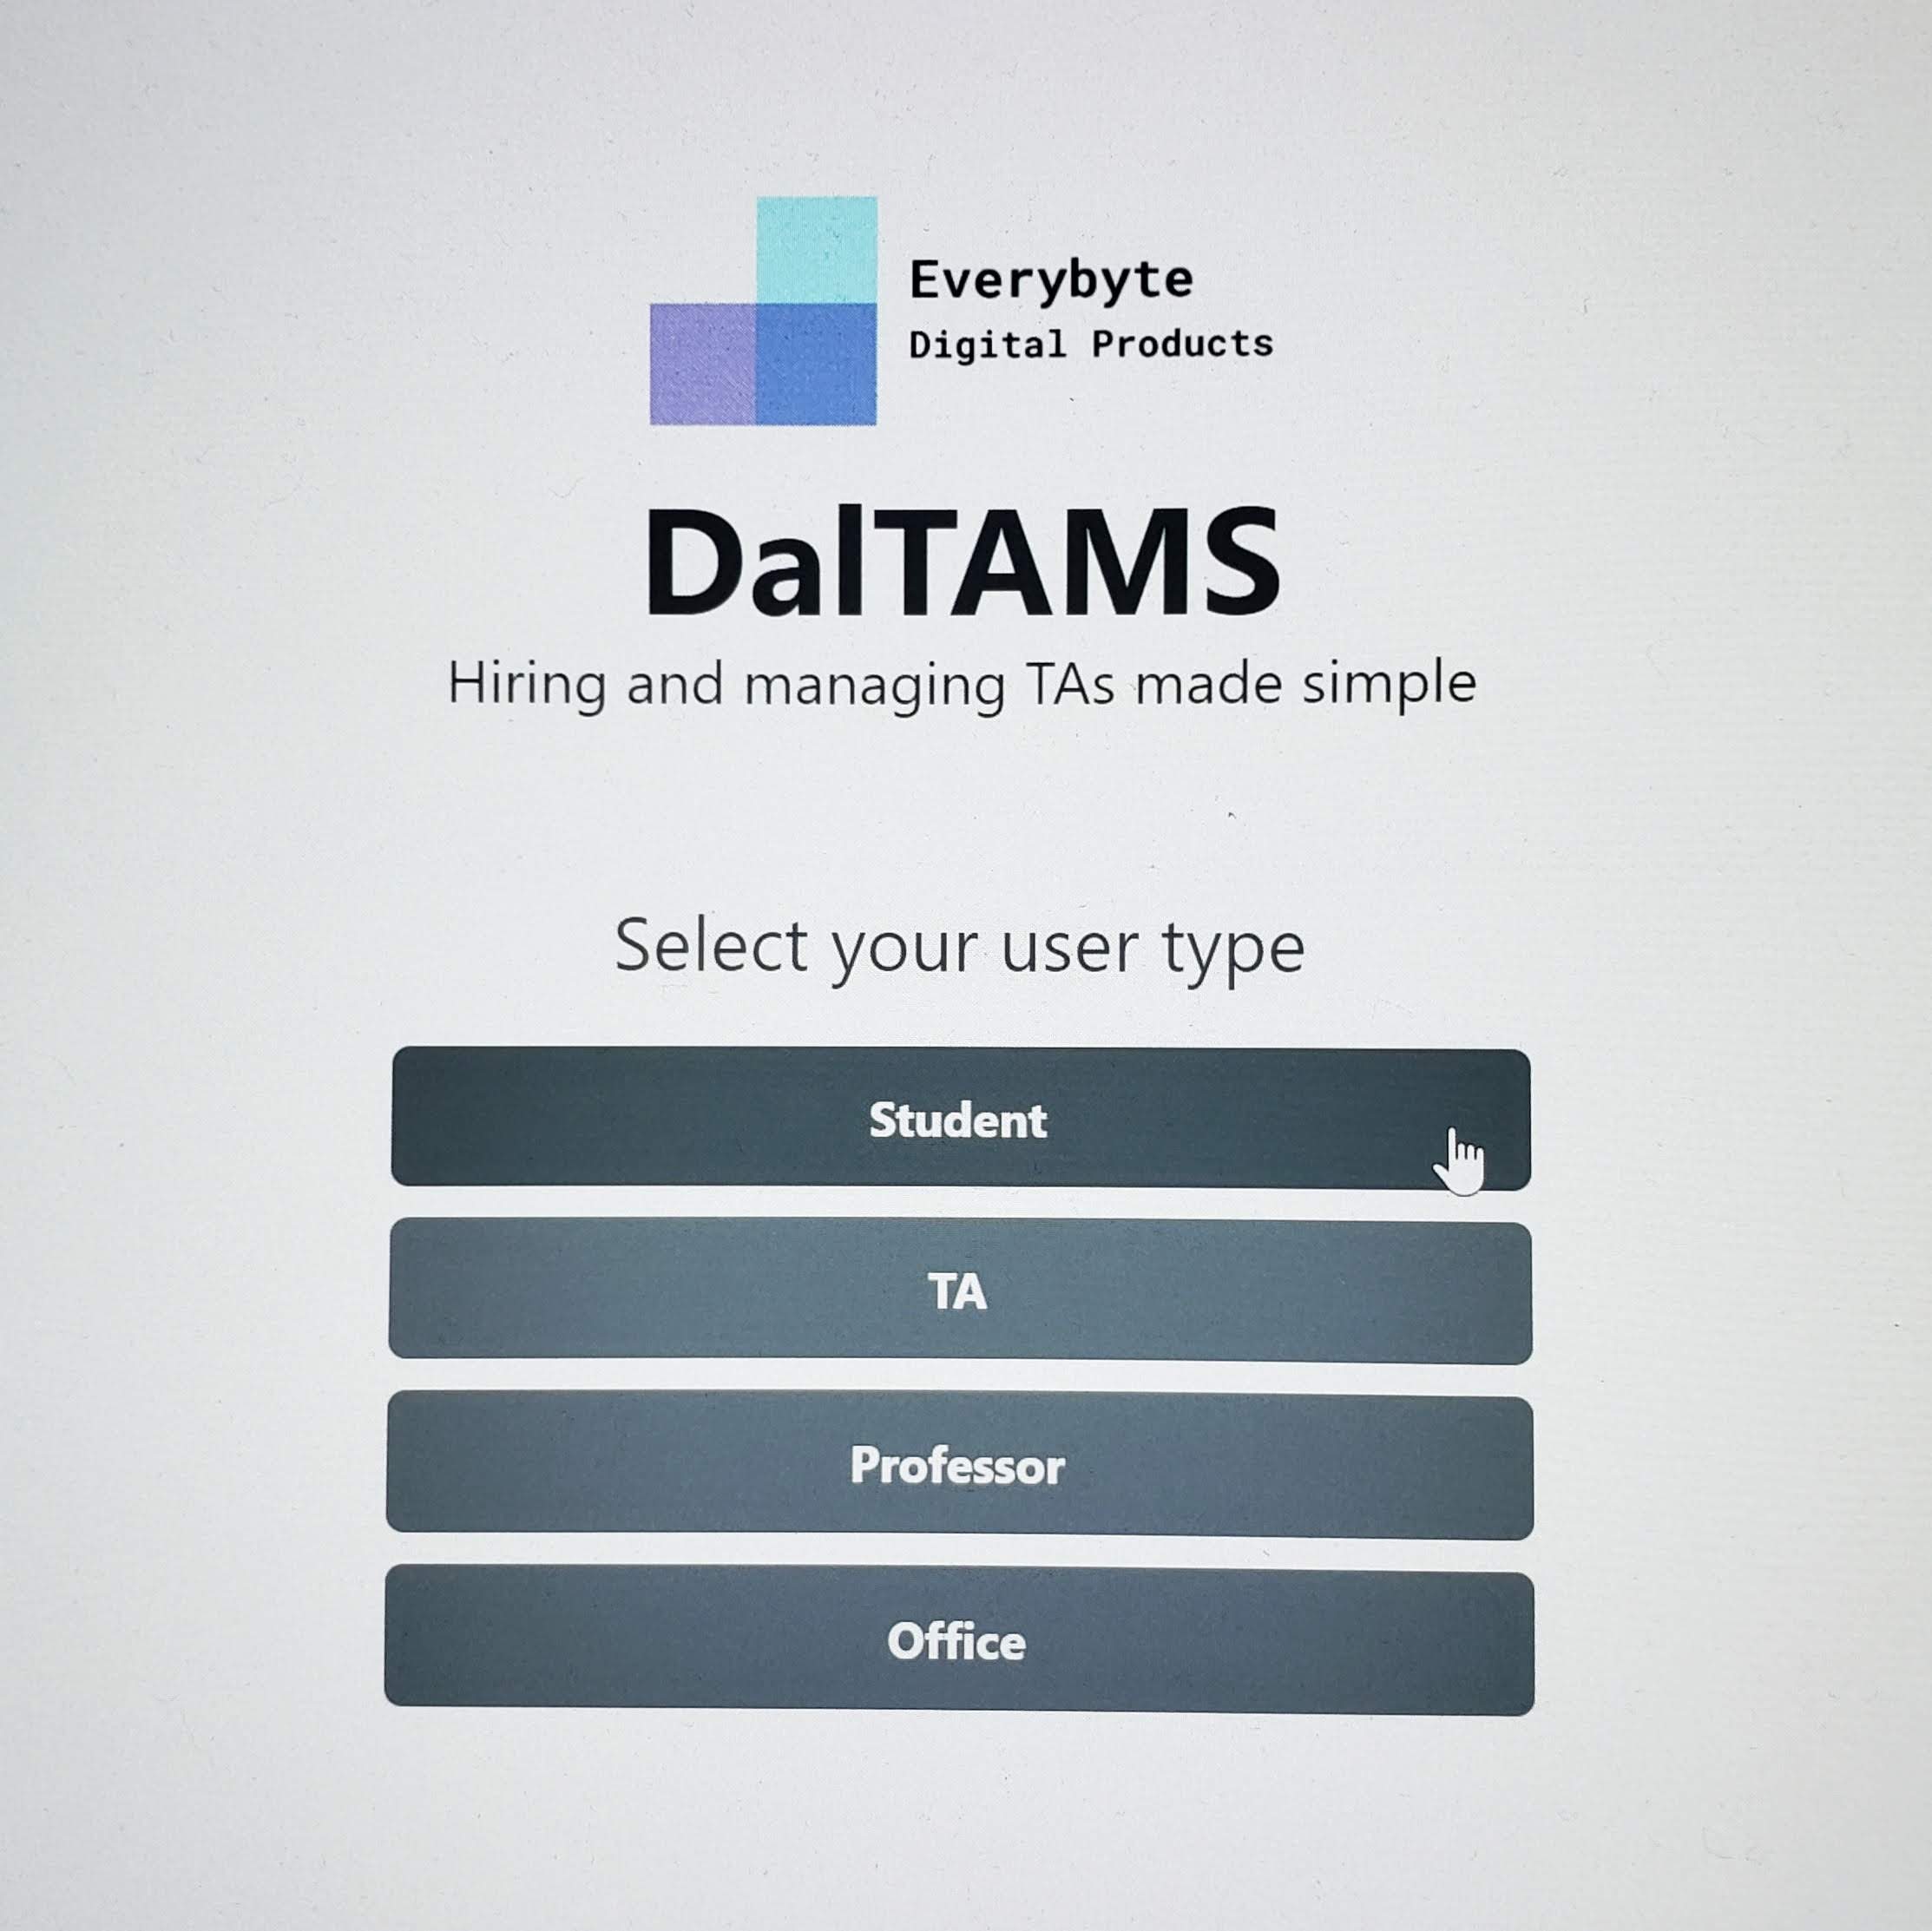 Everybyte
Digital Products
DalTAMS
Hiring and managing TAs made simple
Select your user type
Student
TA
Professor
Office